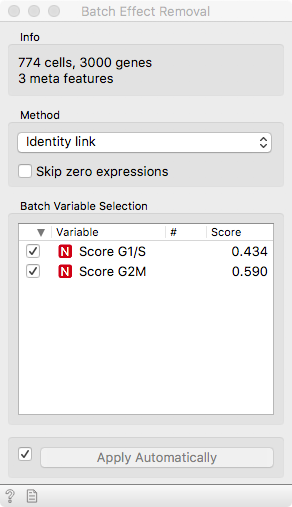 Batch Effect Removal
Info
774 cells, 3000 genes
3 meta features
Method
Identity link
Skip zero expressions
Batch Variable Selection
▼ Variable # Score
N Score G1/S 0.434
N Score G2M 0.590
Apply Automatically
?